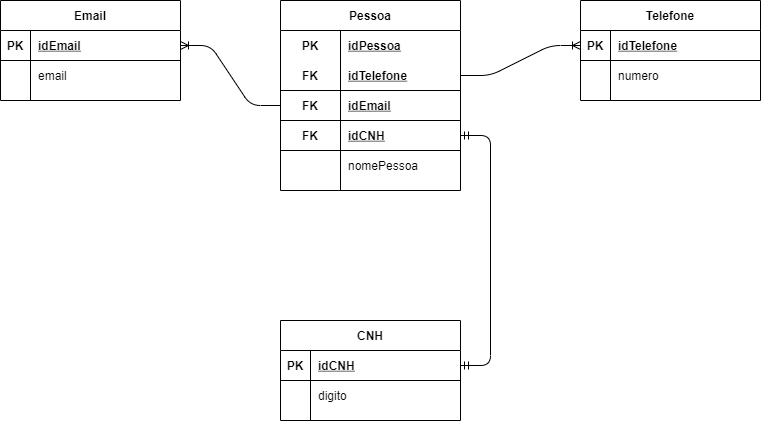 Email
PK idEmail
email
Pessoa
PK idPessoa
FK idTelefone
FK idEmail
FK idCNH
nomePessoa
Telefone
PK idTelefone
numero
CNH
PK idCNH
digito